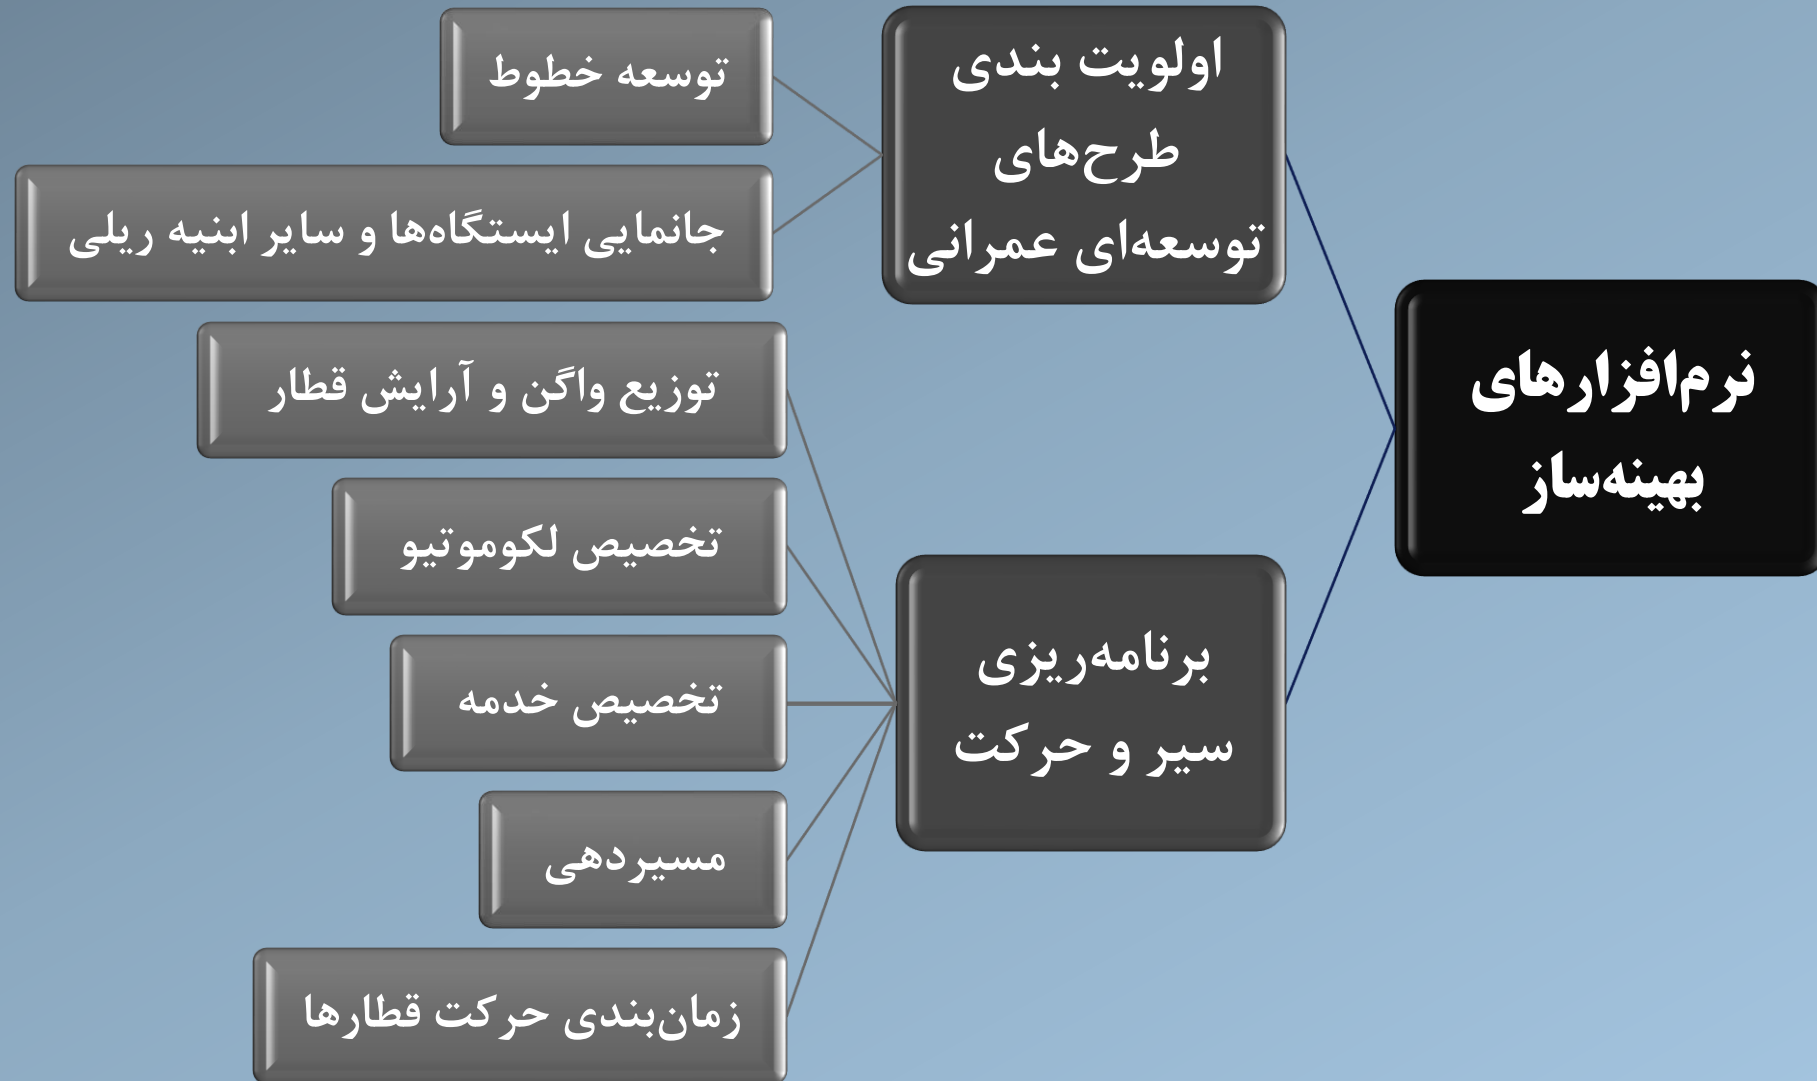 نرم‌افزارهای
بهینه‌ساز
اولویت بندی
طرح‌های
توسعه‌ای عمرانی
توسعه خطوط
جانمایی ایستگاه‌ها و سایر ابنیه ریلی
برنامه‌ریزی
سیر و حرکت
توزیع واگن و آرایش قطار
تخصیص لکوموتیو
تخصیص خدمه
مسیردهی
زمان‌بندی حرکت قطارها